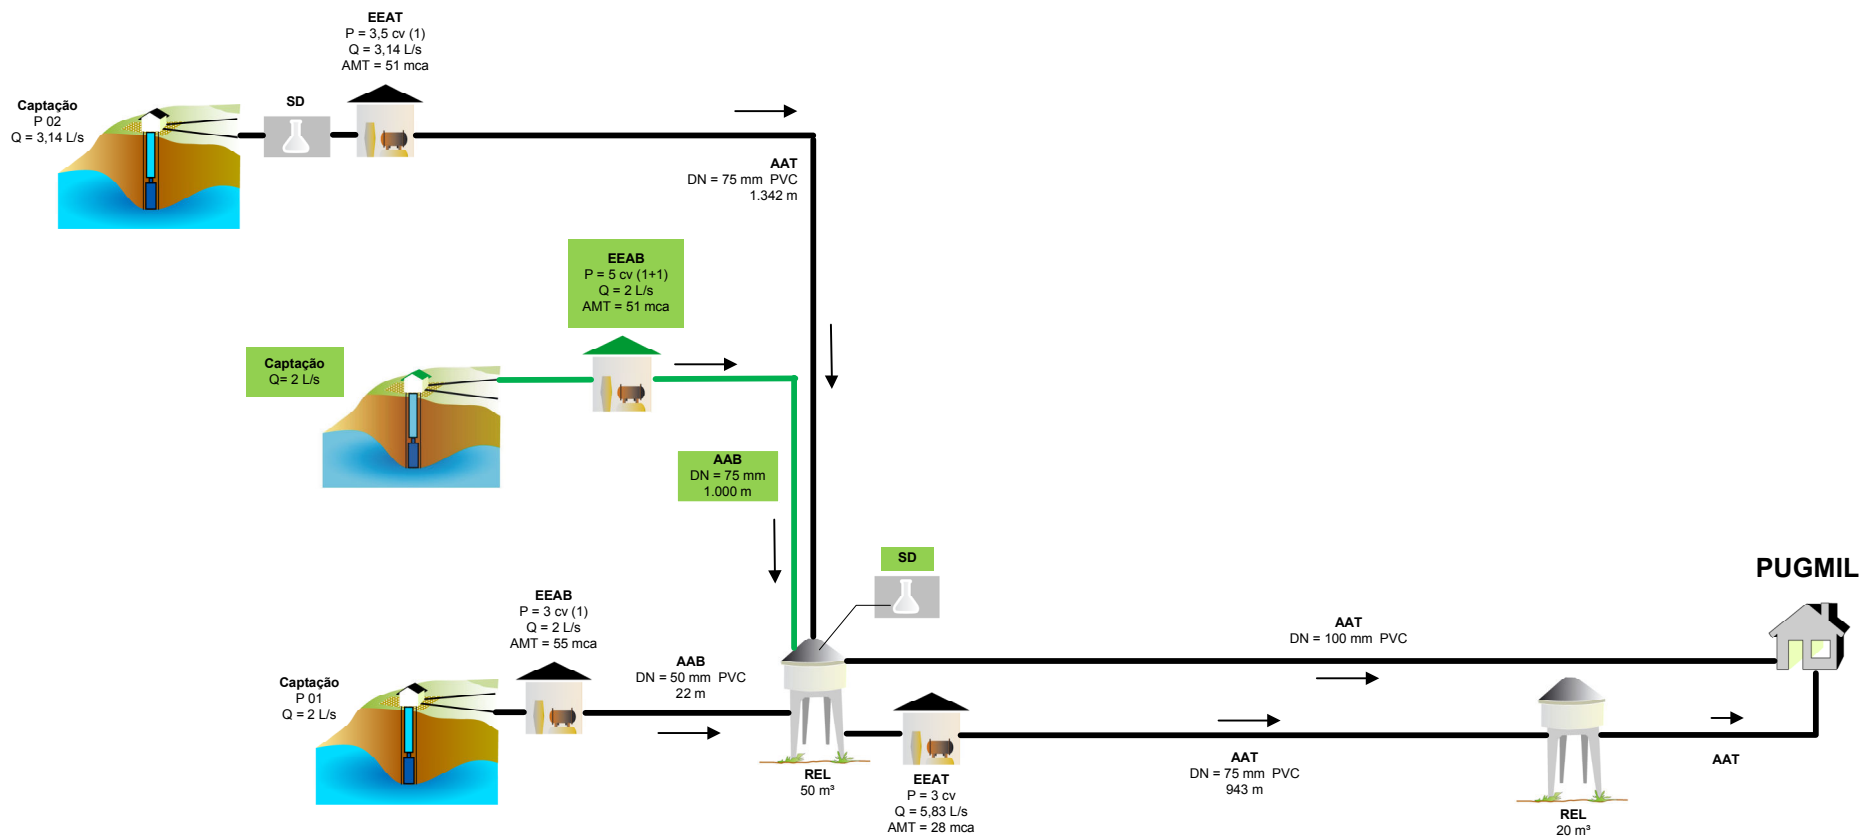 EEAT
P = 3,5 cv (1)
Q = 3,14 L/s
AMT = 51 mca
Captação
P 02
Q = 3,14 L/s
SD
AAT
DN = 75 mm  PVC
1.342 m
EEAB
P = 5 cv (1+1)
Q = 2 L/s
AMT = 51 mca
Captação
Q= 2 L/s
AAB
DN = 75 mm
1.000 m
SD
PUGMIL
EEAB
P = 3 cv (1)
Q = 2 L/s
AMT = 55 mca
Captação
P 01
Q = 2 L/s
AAB
DN = 50 mm  PVC
22 m
AAT
DN = 100 mm  PVC
REL
50 m³
EEAT
P = 3 cv
Q = 5,83 L/s
AMT = 28 mca
AAT
DN = 75 mm  PVC
943 m
AAT
REL
20 m³